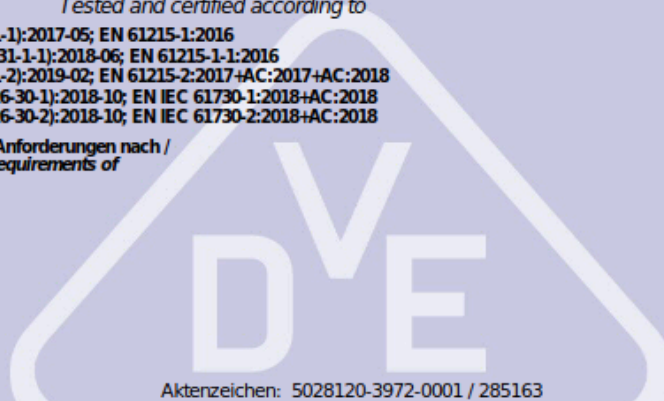 Tested and certified according to
-1):2017-05; EN 61215-1:2016
31-1-1):2018-06; EN 61215-1-1:2016
-2):2019-02; EN 61215-2:2017+AC:2017+AC:2018
6-30-1):2018-10; EN IEC 61730-1:2018+AC:2018
6-30-2):2018-10; EN IEC 61730-2:2018+AC:2018
Anforderungen nach /
equirements of
VDE
Aktenzeichen: 5028120-3972-0001 / 285163